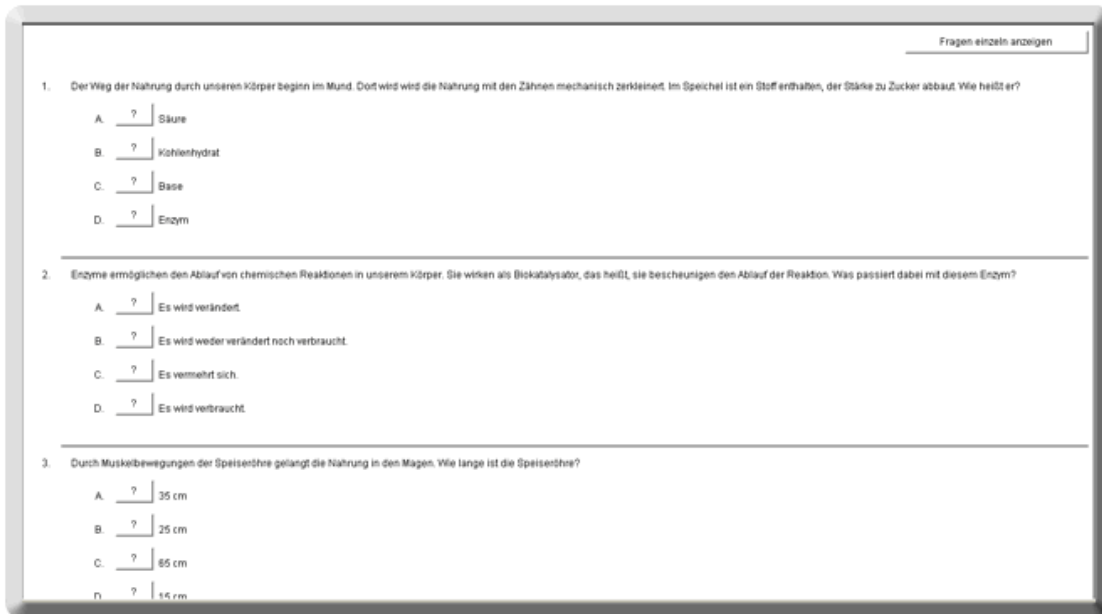 Fragen einzeln anzeigen
1. Der Weg der Nahrung durch unseren Körper beginn im Mund. Dort wird wird die Nahrung mit den Zähnen mechanisch zerkleinert. Im Speichel ist ein Stoff enthalten, der Stärke zu Zucker abbaut. Wie heißt er?
A. ? Säure
B. ? Kohlenhydrat
C. ? Base
D. ? Enzym
2. Enzyme ermöglichen den Ablauf von chemischen Reaktionen in unserem Körper. Sie wirken als Biokatalysator, das heißt, sie bescheunigen den Ablauf der Reaktion. Was passiert dabei mit diesem Enzym?
A. ? Es wird verändert.
B. ? Es wird weder verändert noch verbraucht.
C. ? Es vermehrt sich.
D. ? Es wird verbraucht.
3. Durch Muskelbewegungen der Speiseröhre gelangt die Nahrung in den Magen. Wie lange ist die Speiseröhre?
A. ? 35 cm
B. ? 25 cm
C. ? 65 cm
D. ? 15 cm